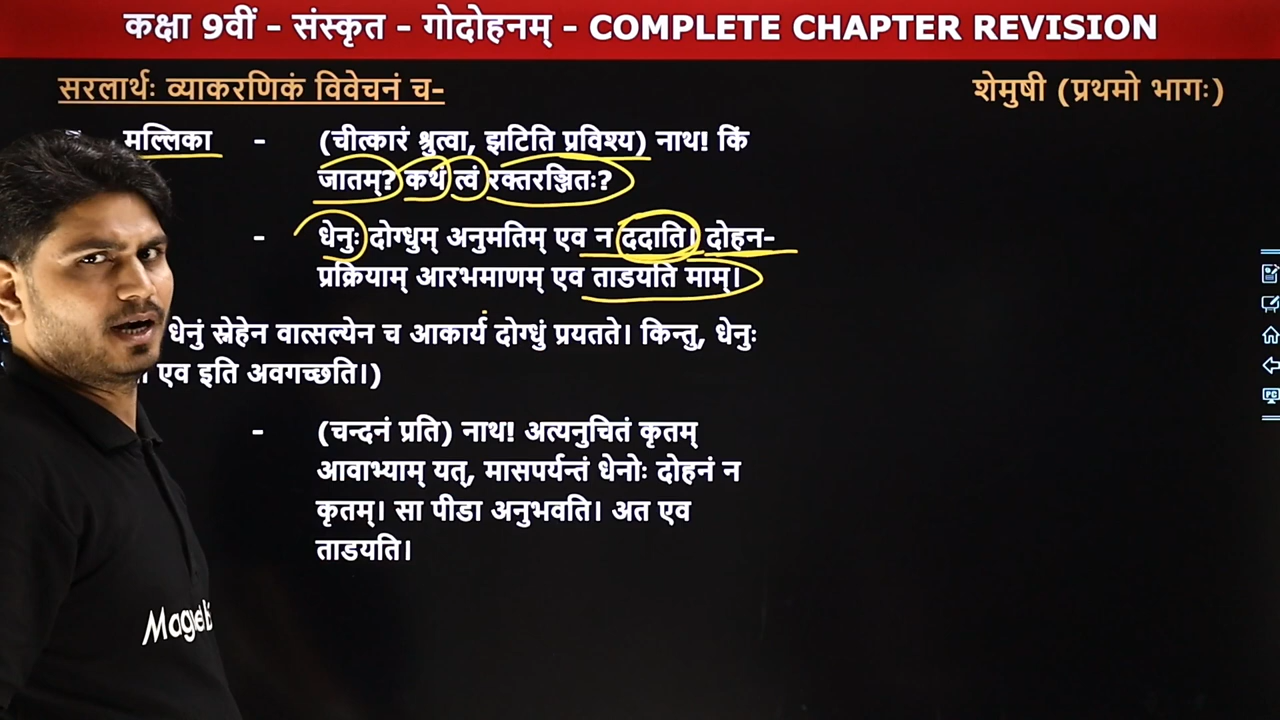 कक्षा 9वीं – संस्कृत – गोदोहनम् – COMPLETE CHAPTER REVISION
सरलार्थः व्याकरणिकं विवेचनं च-
शेमुषी (प्रथमो भागः)
मल्लिका - (चीत्कारं श्रुत्वा, झटिति प्रविश्य) नाथ! किं
जातम्? कथं त्वं रक्तरञ्जितः?
- धेनुः दोग्धुम् अनुमतिम् एव न ददाति। दोहन-
प्रक्रियाम् आरभमाणम् एव ताडयति माम्।
धेनुं स्नेहेन वात्सल्येन च आकार्य दोग्धुं प्रयतते। किन्तु, धेनुः
एव इति अवगच्छति।)
- (चन्दनं प्रति) नाथ! अत्यनुचितं कृतम्
आवाभ्याम् यत्, मासपर्यन्तं धेनोः दोहनं न
कृतम्। सा पीडा अनुभवति। अत एव
ताडयति।